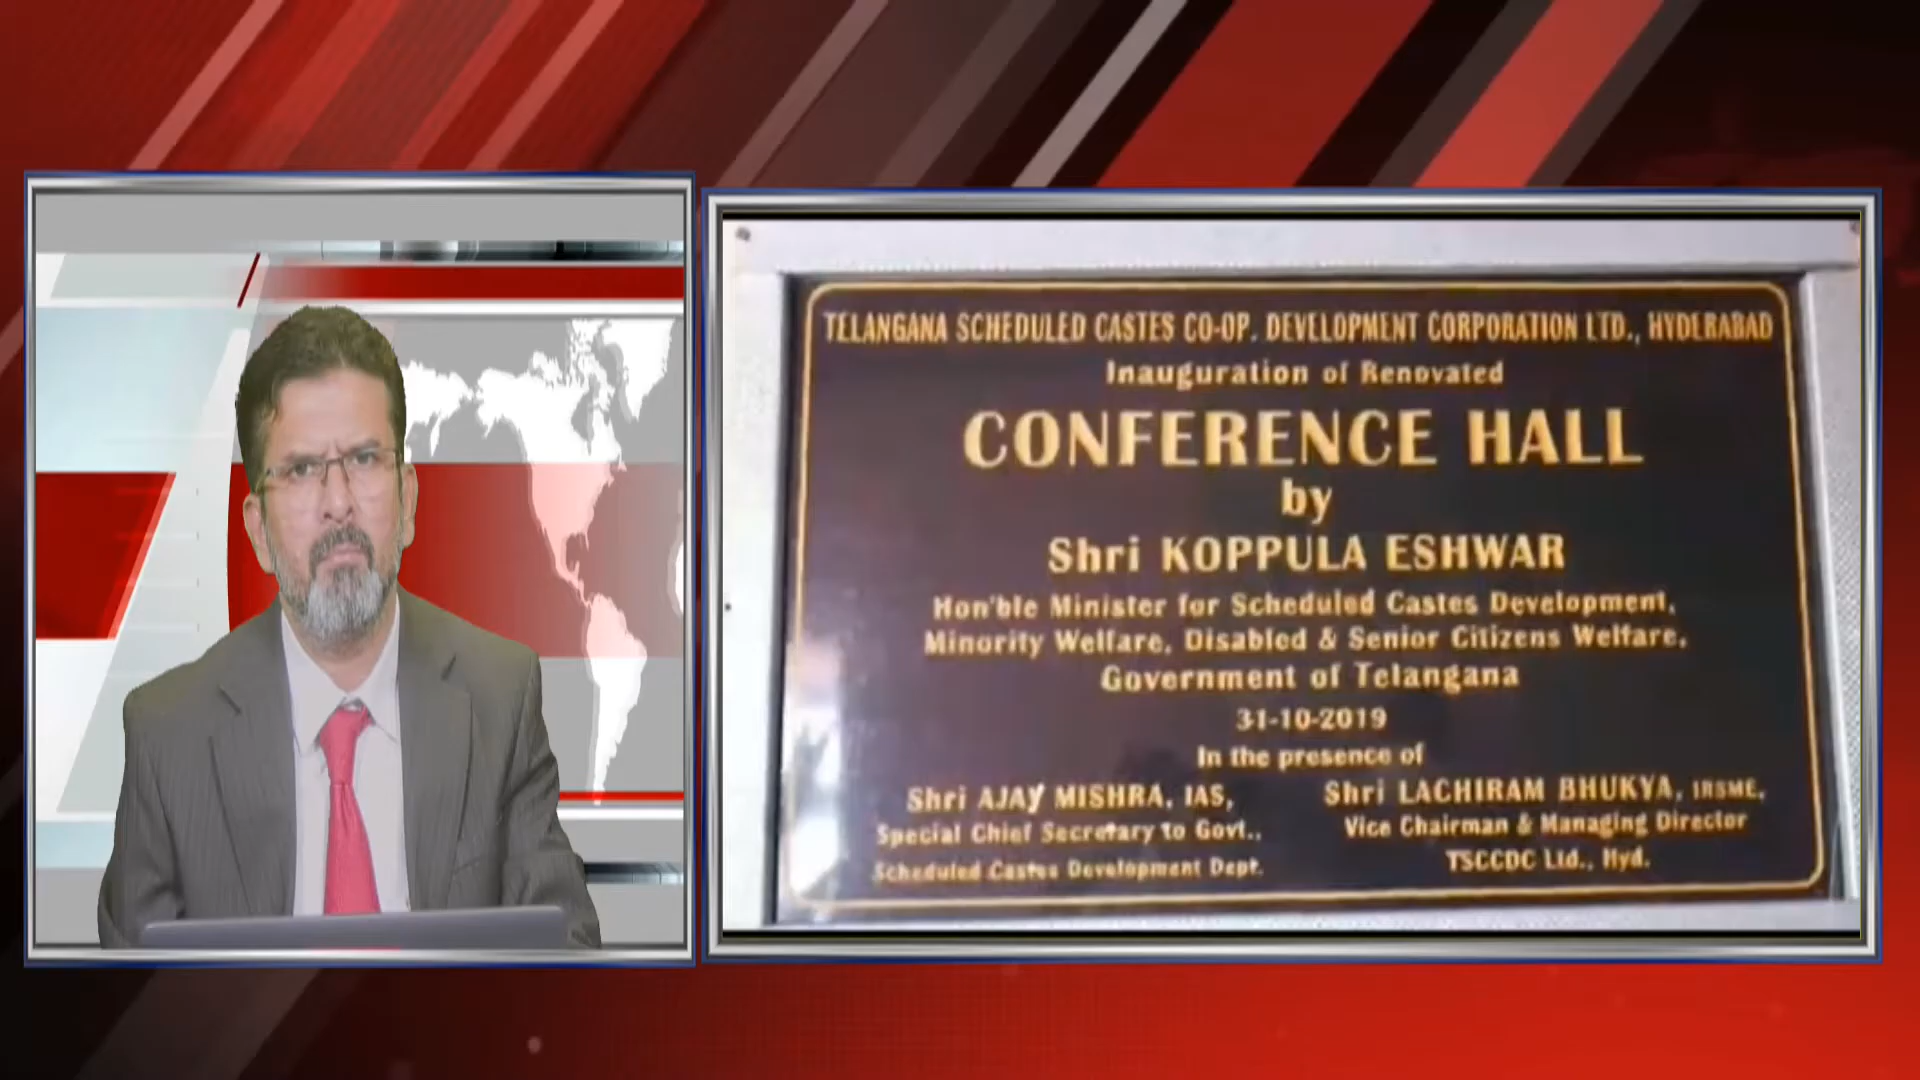 TELANGANA SCHEDULED CASTES CO-OP. DEVELOPMENT CORPORATION LTD., HYDERABAD
Inauguration of Renovated
CONFERENCE HALL
by
Shri KOPPULA ESHWAR
Hon'ble Minister for Scheduled Castes Development,
Minority Welfare, Disabled & Senior Citizens Welfare,
Government of Telangana
31-10-2019
In the presence of
Shri AJAY MISHRA, IAS,
Special Chief Secretary to Govt.,
Scheduled Castes Development Dept.
Shri LACHIRAM BHUKYA, IRSME,
Vice Chairman & Managing Director
TSCCDC Ltd., Hyd.